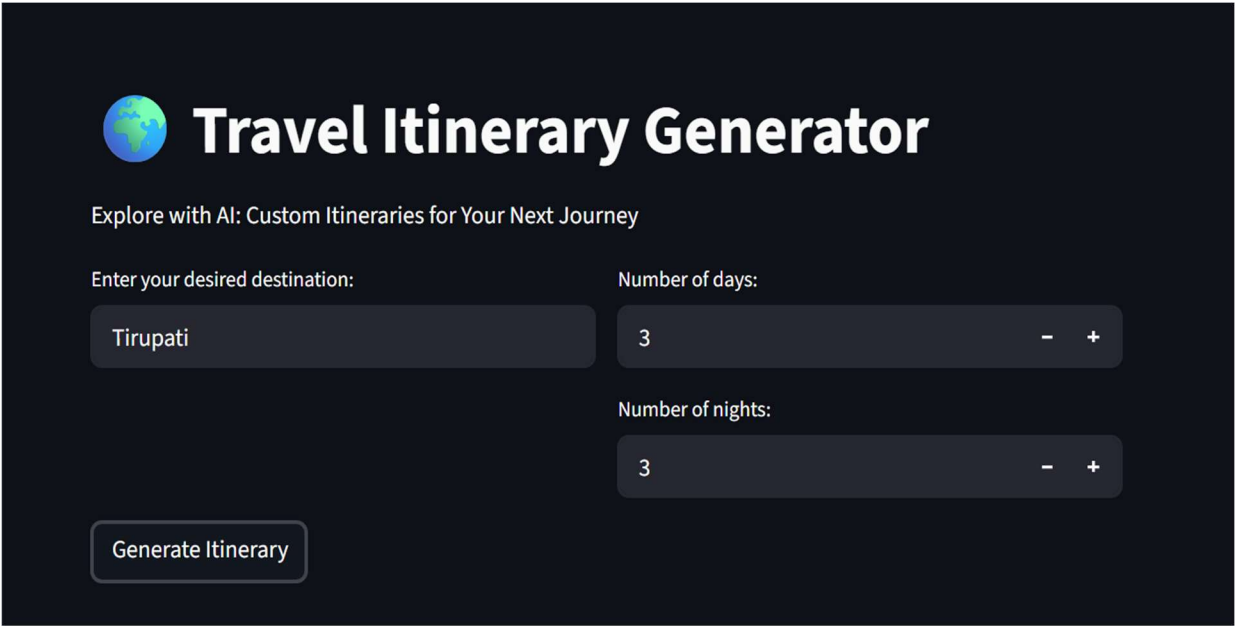 Travel Itinerary Generator
Explore with AI: Custom Itineraries for Your Next Journey
Enter your desired destination:
Tirupati
Number of days:
3 - +
Number of nights:
3 - +
Generate Itinerary